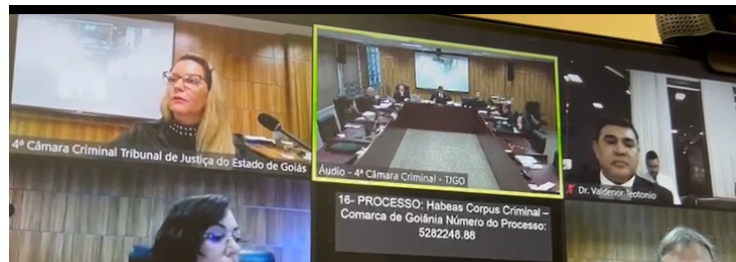 4ª Câmara Criminal Tribunal de Justiça do Estado de Goiás
Áudio - 4ª Câmara Criminal - TJGO
Dr. Valdenor Teotonio
16- PROCESSO: Habeas Corpus Criminal –
Comarca de Goiânia Número do Processo:
5282248.88